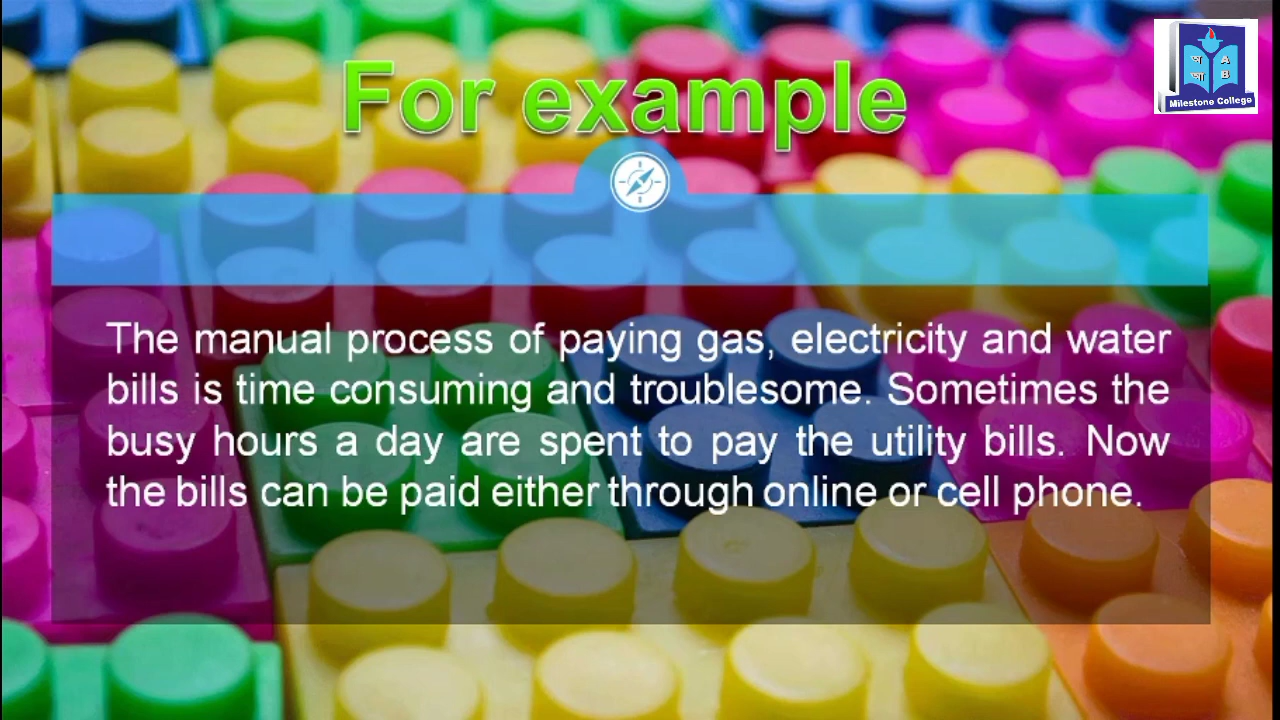 For example
অ A
আ B
Milestone College
The manual process of paying gas, electricity and water
bills is time consuming and troublesome. Sometimes the
busy hours a day are spent to pay the utility bills. Now
the bills can be paid either through online or cell phone.